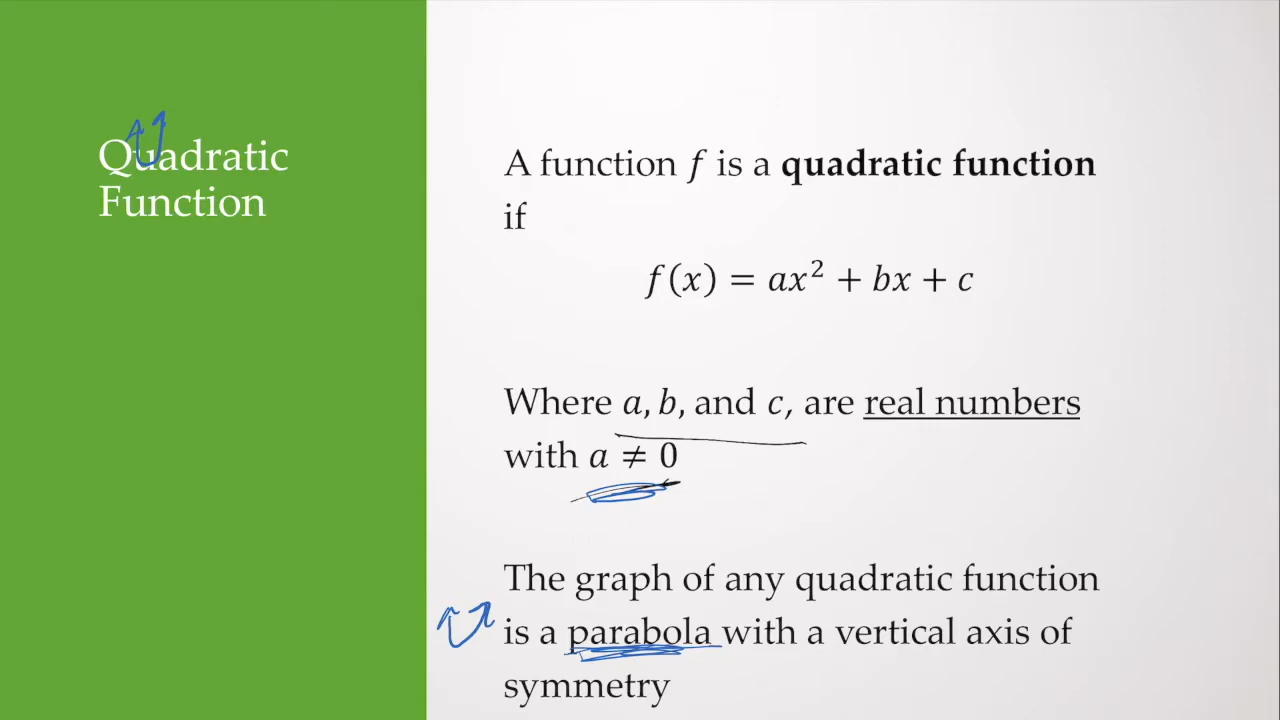 Quadratic
Function
A function f is a quadratic function
if
f(x) = ax² + bx + c
Where a, b, and c, are real numbers
with a ≠ 0
The graph of any quadratic function
is a parabola with a vertical axis of
symmetry